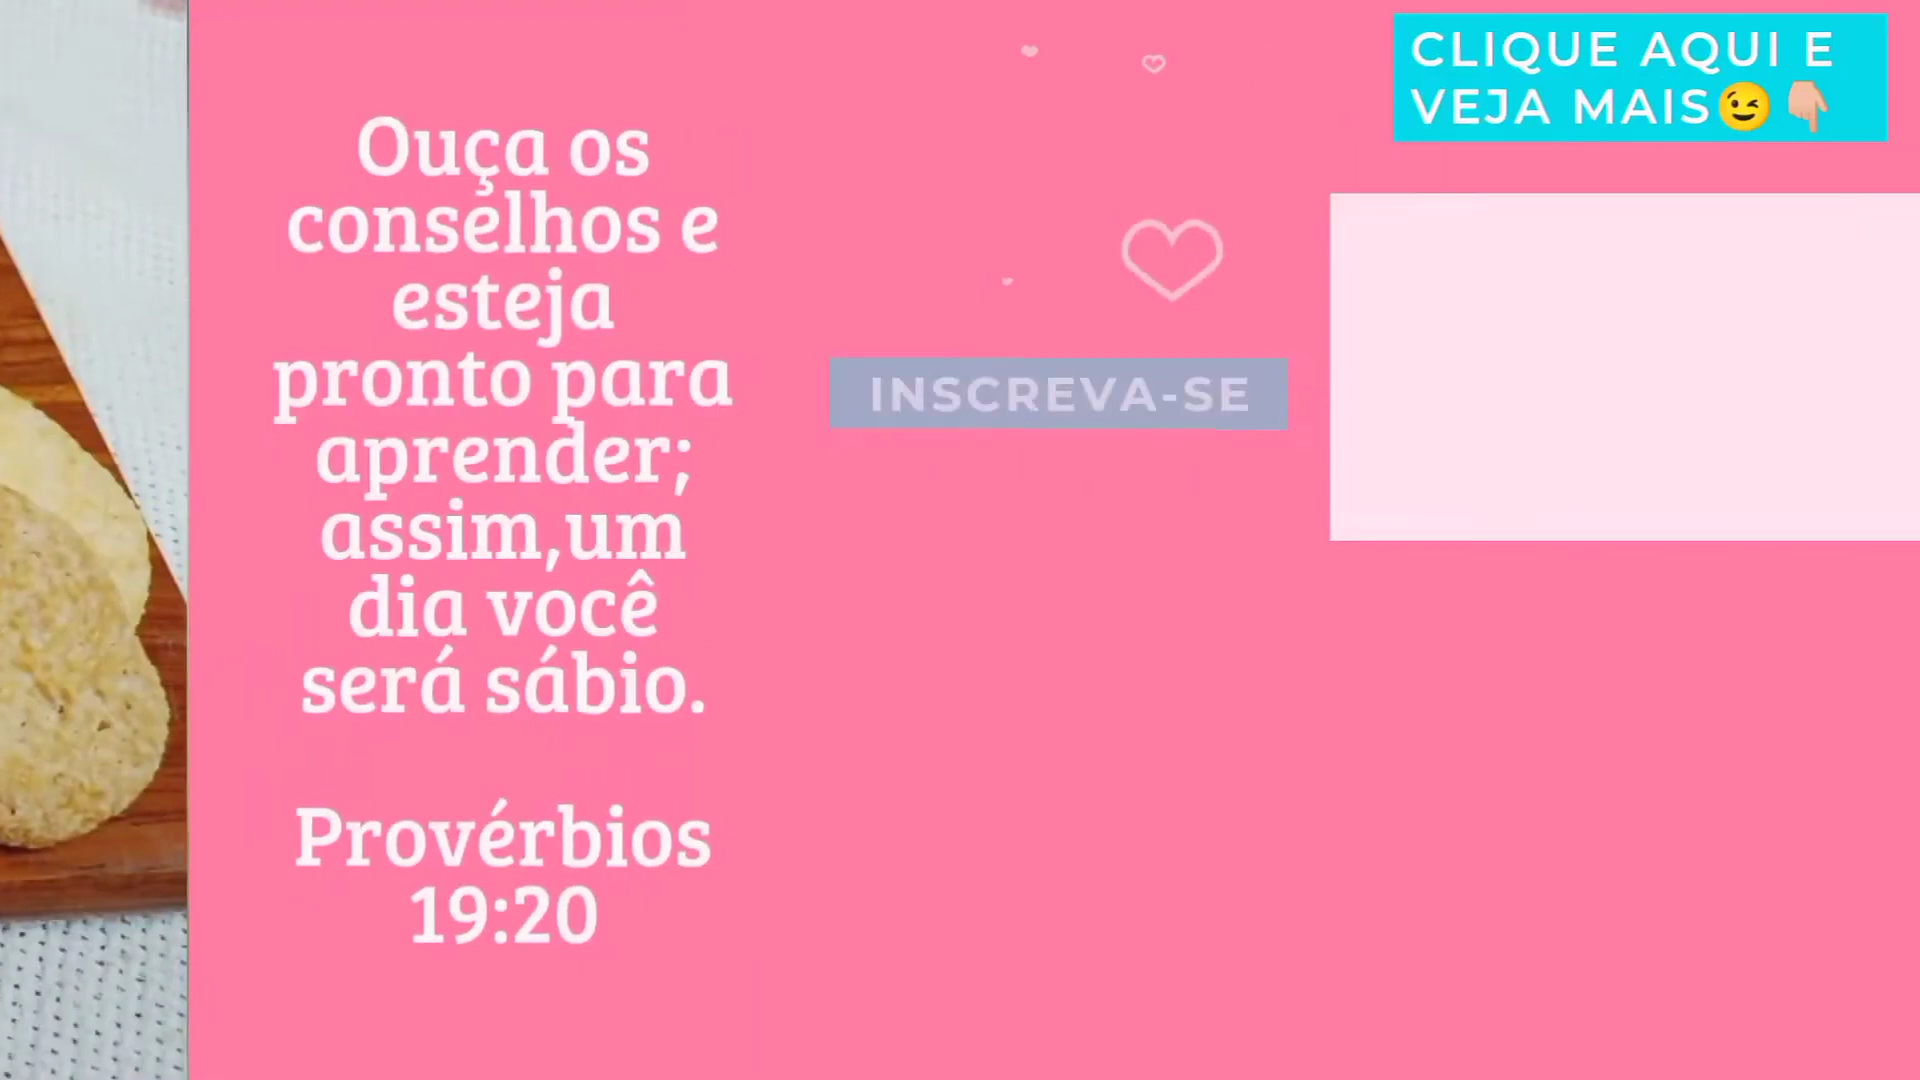 Ouça os
conselhos e
esteja
pronto para
aprender;
assim,um
dia você
será sábio.
Provérbios
19:20
INSCREVA-SE
CLIQUE AQUI E
VEJA MAIS😉👇🏼